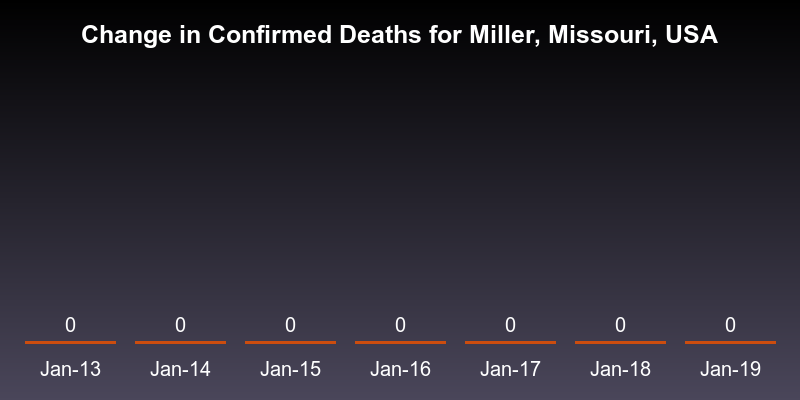 Change in Confirmed Deaths for Miller, Missouri, USA
0 0 0 0 0 0 0
Jan-13 Jan-14 Jan-15 Jan-16 Jan-17 Jan-18 Jan-19